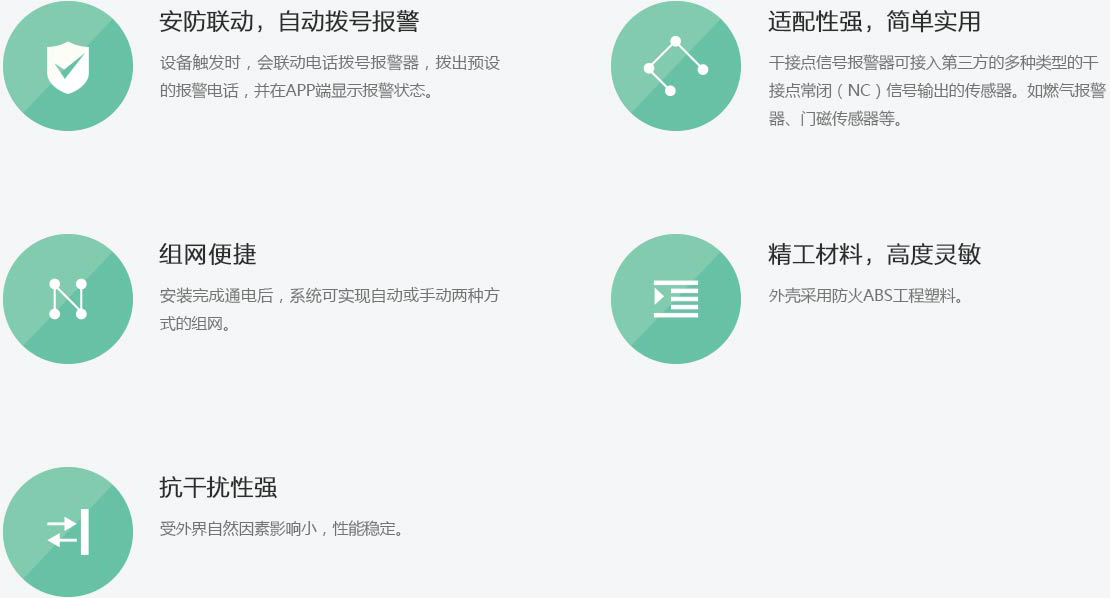 安防联动，自动拨号报警
设备触发时，会联动电话拨号报警器，拨出预设
的报警电话，并在APP端显示报警状态。
适配性强，简单实用
干接点信号报警器可接入第三方的多种类型的干
接点常闭（NC）信号输出的传感器。如燃气报警
器、门磁传感器等。
组网便捷
安装完成通电后，系统可实现自动或手动两种方
式的组网。
精工材料，高度灵敏
外壳采用防火ABS工程塑料。
抗干扰性强
受外界自然因素影响小，性能稳定。